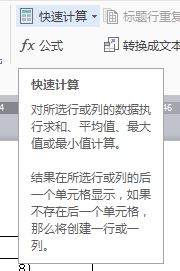 快速计算
标题行重复
fx 公式
转换成文本
4
46
快速计算
对所选行或列的数据执
行求和、平均值、最大
值或最小值计算。
结果在所选行或列的后
一个单元格显示，如果
不存在后一个单元格，
那么将创建一行或一
列。
8)